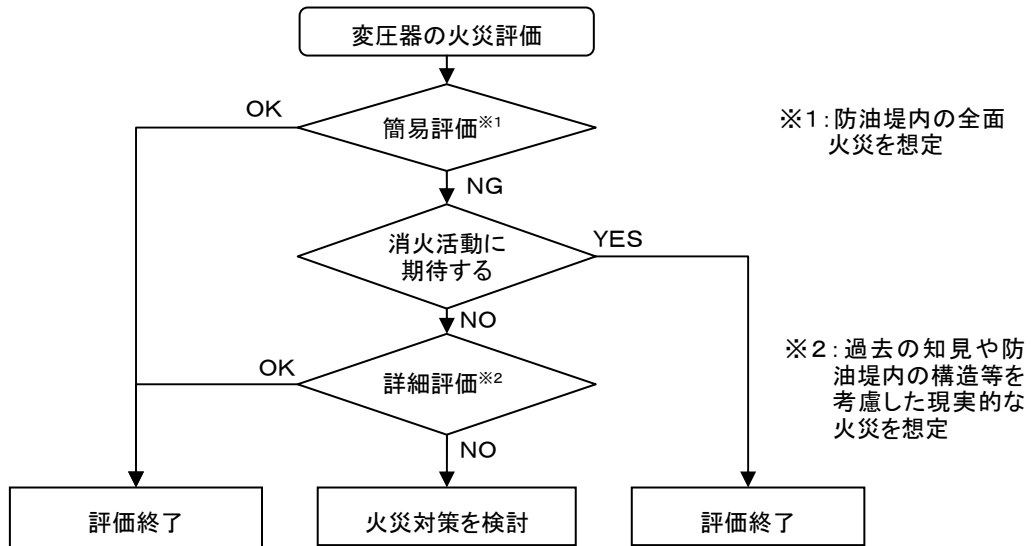 変圧器の火災評価
OK
簡易評価※1
※1:防油堤内の全面
火災を想定
NG
消火活動に
期待する
YES
NO
OK
詳細評価※2
※2:過去の知見や防
油堤内の構造等を
考慮した現実的な
火災を想定
NO
評価終了
火災対策を検討
評価終了